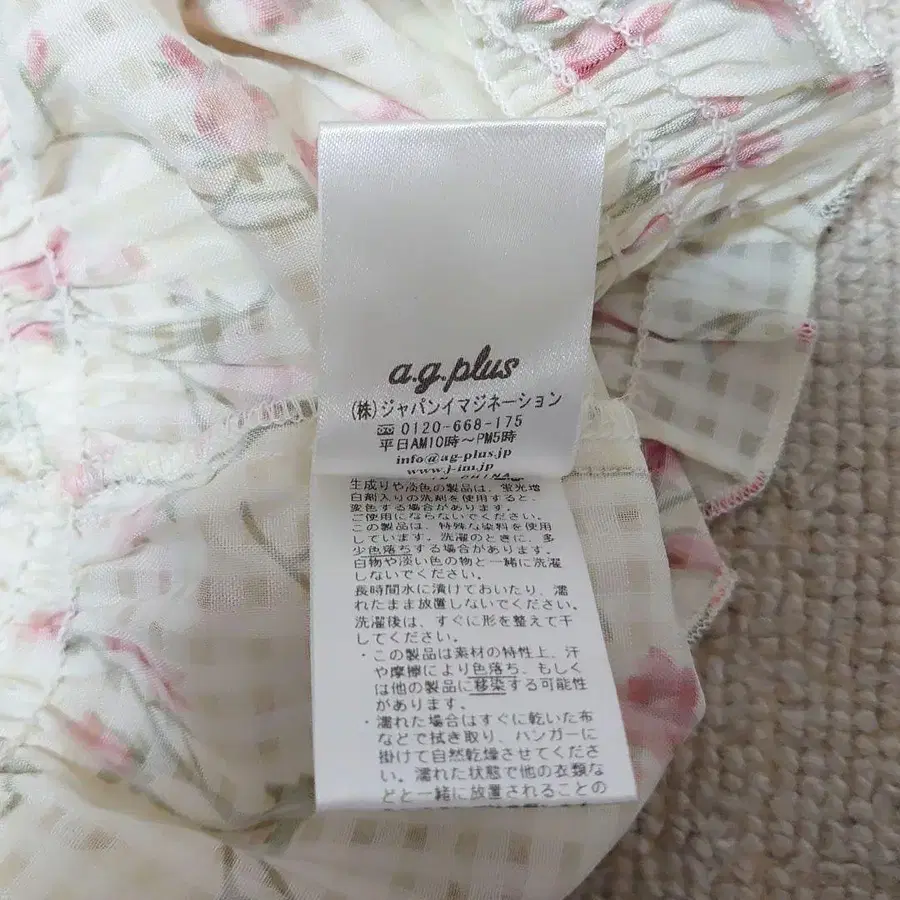 a.g.plus
(株)ジャパンイマジネーション
0120-668-175
平日AM10時〜PM5時
info@ag-plus.jp
www.j-im.jp
生成りや淡色の製品は、蛍光増
白剤入りの洗剤を使用すると、
変色する場合があります。
ご使用にならないでください。
この製品は、特殊な染料を使用
しています。洗濯のときに、多
少色落ちする場合があります。
白物や淡い色の物と一緒に洗濯
しないでください。
長時間水に漬けておいたり、濡
れたまま放置しないでください。
洗濯後は、すぐに形を整えて干
してください。
・この製品は素材の特性上、汗
や摩擦により色落ち、もしく
は他の製品に移染する可能性
があります。
・濡れた場合はすぐに乾いた布
などで拭き取り、ハンガーに
掛けて自然乾燥させてくださ
い。濡れた状態で他の衣類な
どと一緒に放置されることの